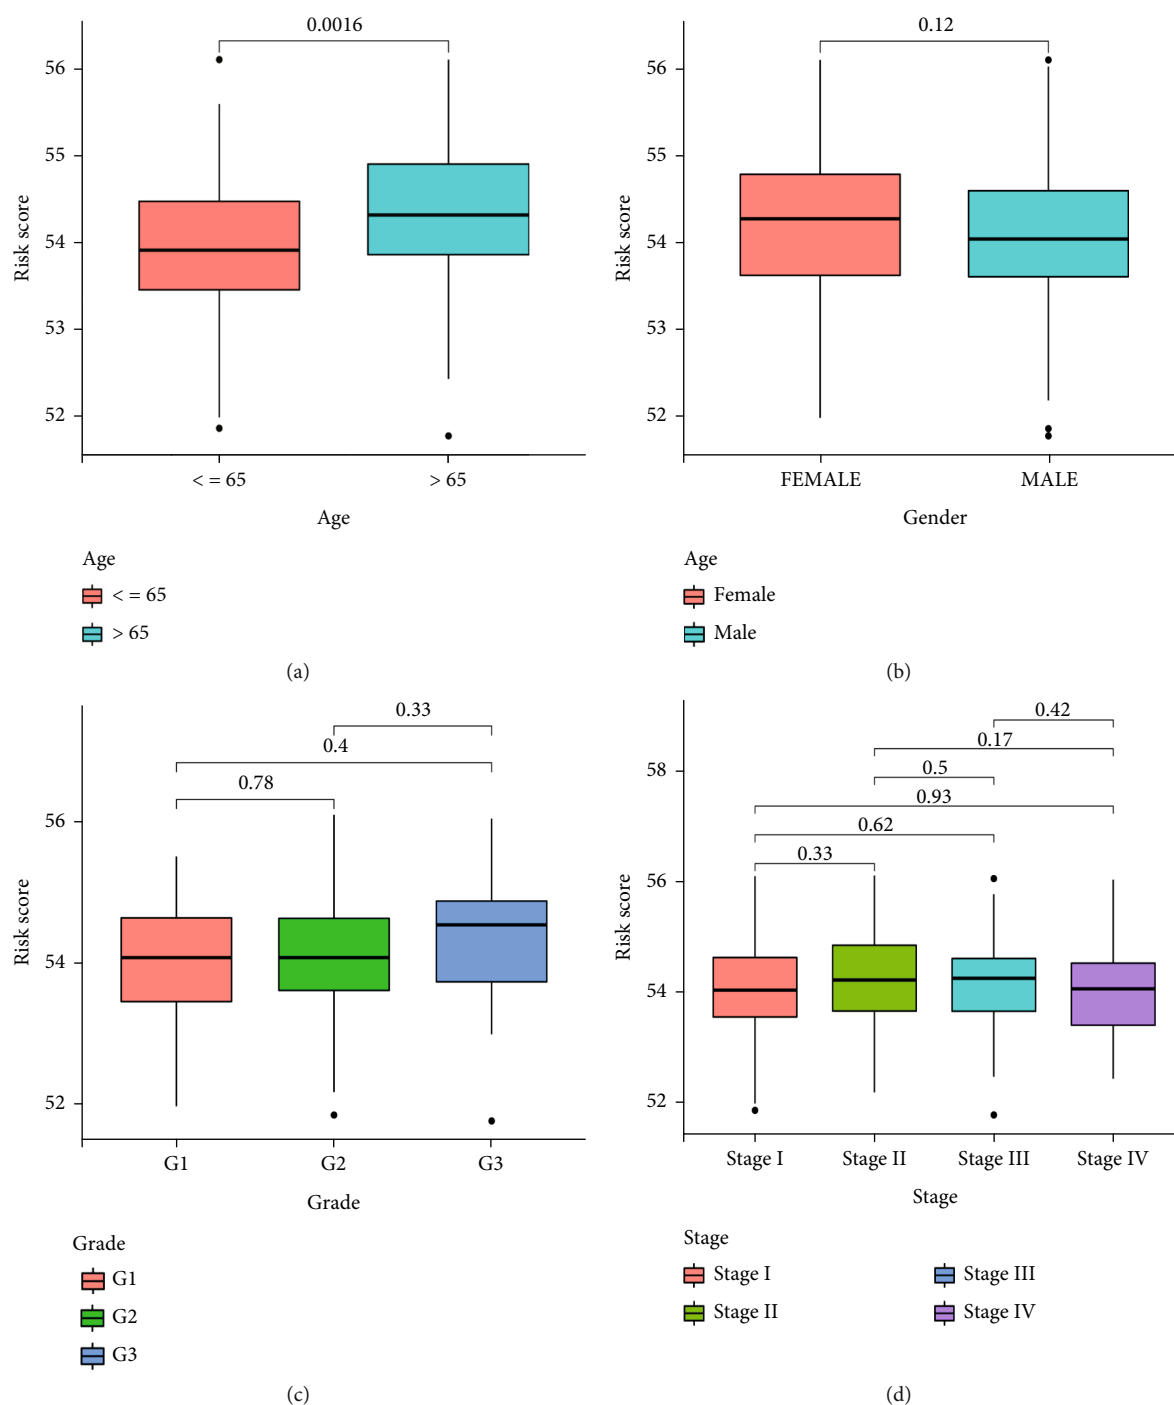 0.0016
56
55
54
53
52
Risk score
< = 65
> 65
Age
Age
< = 65
> 65
(a)
0.12
56
55
54
53
52
Risk score
FEMALE
MALE
Gender
Age
Female
Male
(b)
0.33
0.4
0.78
56
54
52
Risk score
G1
G2
G3
Grade
Grade
G1
G2
G3
(c)
0.42
0.17
0.5
0.93
0.62
0.33
58
56
54
52
Risk score
Stage I
Stage II
Stage III
Stage IV
Stage
Stage
Stage I
Stage II
Stage III
Stage IV
(d)